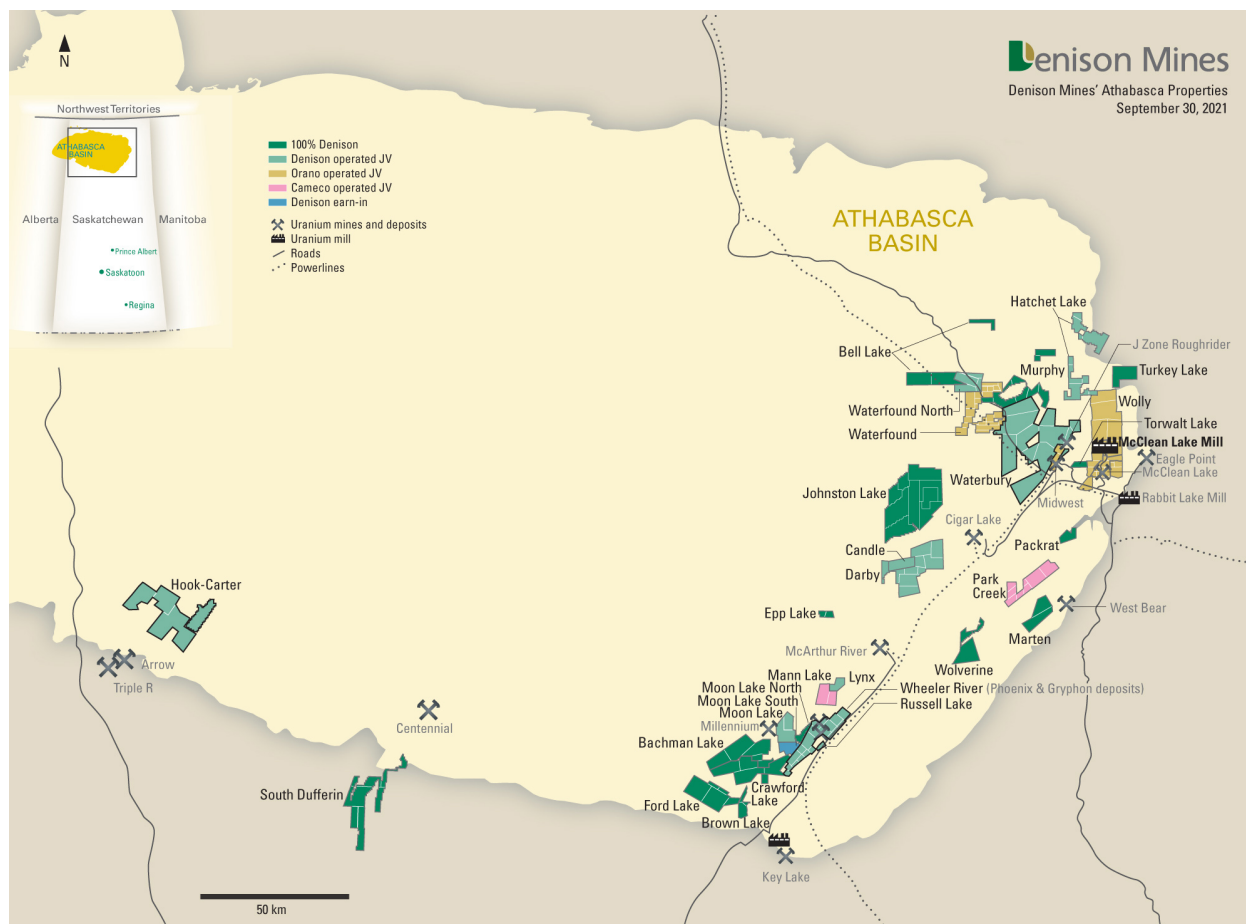 Denison Mines
Denison Mines' Athabasca Properties
September 30, 2021
N
Northwest Territories
ATHABASCA
BASIN
Alberta
Saskatchewan
Manitoba
Prince Albert
Saskatoon
Regina
100% Denison
Denison operated JV
Orano operated JV
Cameco operated JV
Denison earn-in
Uranium mines and deposits
Uranium mill
Roads
Powerlines
ATHABASCA
BASIN
Hatchet Lake
Bell Lake
J Zone Roughrider
Murphy
Turkey Lake
Wolly
Waterfound North
Torwalt Lake
Waterfound
McClean Lake Mill
Eagle Point
McClean Lake
Waterbury
Johnston Lake
Midwest
Rabbit Lake Mill
Cigar Lake
Candle
Packrat
Darby
Park
Creek
Hook-Carter
Epp Lake
West Bear
Marten
McArthur River
Wolverine
Arrow
Triple R
Mann Lake
Lynx
Moon Lake North
Wheeler River (Phoenix & Gryphon deposits)
Moon Lake South
Russell Lake
Moon Lake
Millennium
Centennial
Bachman Lake
South Dufferin
Crawford
Lake
Ford Lake
Brown Lake
Key Lake
50 km